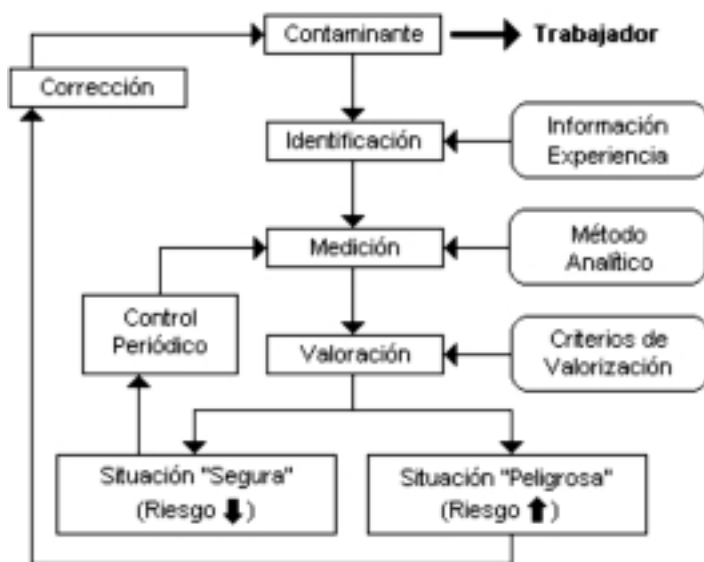 Contaminante
Trabajador
Corrección
Identificación
Información
Experiencia
Medición
Método
Analítico
Control
Periódico
Valoración
Criterios de
Valorización
Situación "Segura"
(Riesgo ⬇)
Situación "Peligrosa"
(Riesgo ⬆)